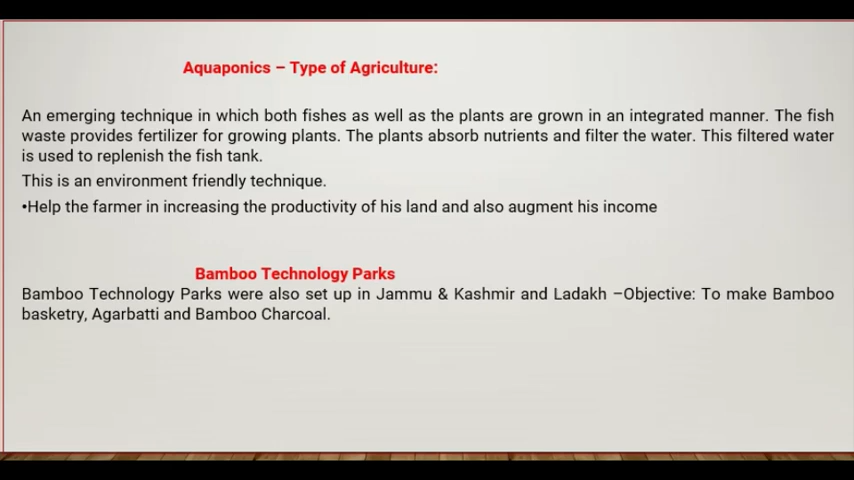 Aquaponics – Type of Agriculture:
An emerging technique in which both fishes as well as the plants are grown in an integrated manner. The fish
waste provides fertilizer for growing plants. The plants absorb nutrients and filter the water. This filtered water
is used to replenish the fish tank.
This is an environment friendly technique.
•Help the farmer in increasing the productivity of his land and also augment his income
Bamboo Technology Parks
Bamboo Technology Parks were also set up in Jammu & Kashmir and Ladakh –Objective: To make Bamboo
basketry, Agarbatti and Bamboo Charcoal.